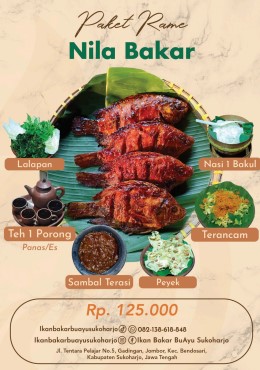 Paket Rame
Nila Bakar
Lalapan
Nasi 1 Bakul
Teh 1 Porong
Panas/Es
Terancam
Sambal Terasi
Peyek
Rp. 125.000
Ikanbakarbuayusukoharjo 082-138-618-848
Ikanbakarbuayusukoharjo Ikan Bakar BuAyu Sukoharjo
Jl. Tentara Pelajar No.5, Gadingan, Jombor, Kec. Bendosari,
Kabupaten Sukoharjo, Jawa Tengah